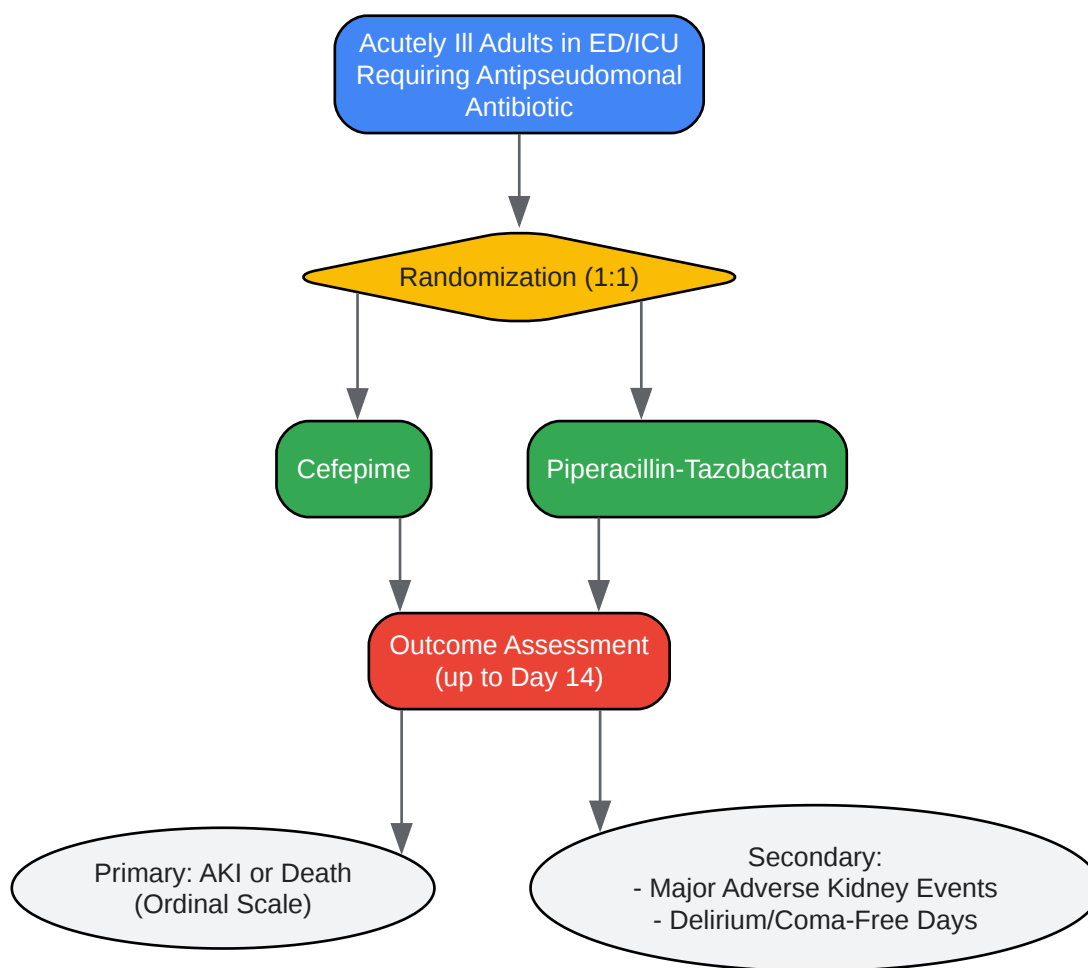 Acutely Ill Adults in ED/ICU
Requiring Antipseudomonal
Antibiotic
Randomization (1:1)
Cefepime
Piperacillin-Tazobactam
Outcome Assessment
(up to Day 14)
Primary: AKI or Death
(Ordinal Scale)
Secondary:
- Major Adverse Kidney Events
- Delirium/Coma-Free Days